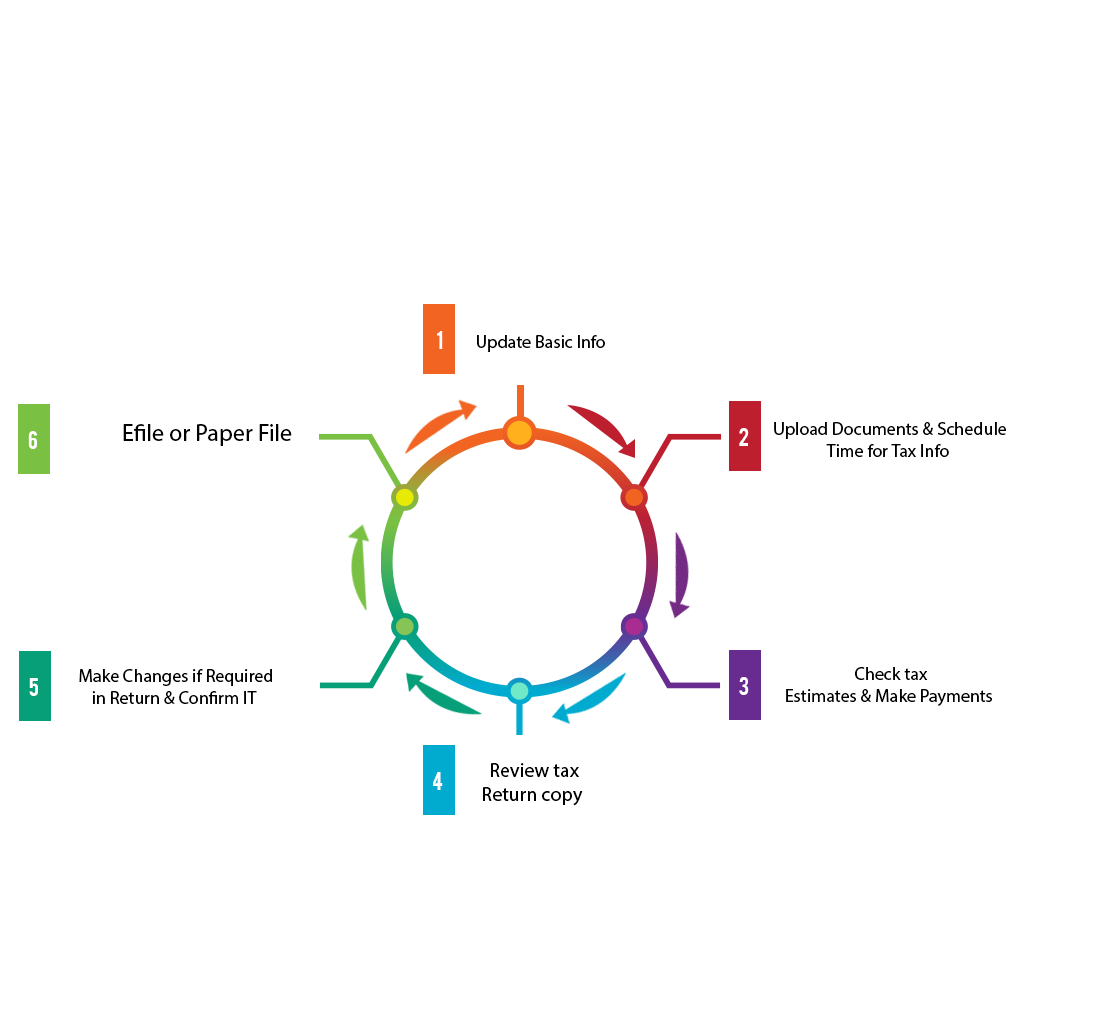 1
Update Basic Info
2
Upload Documents & Schedule
Time for Tax Info
3
Check tax
Estimates & Make Payments
4
Review tax
Return copy
5
Make Changes if Required
in Return & Confirm IT
6
Efile or Paper File